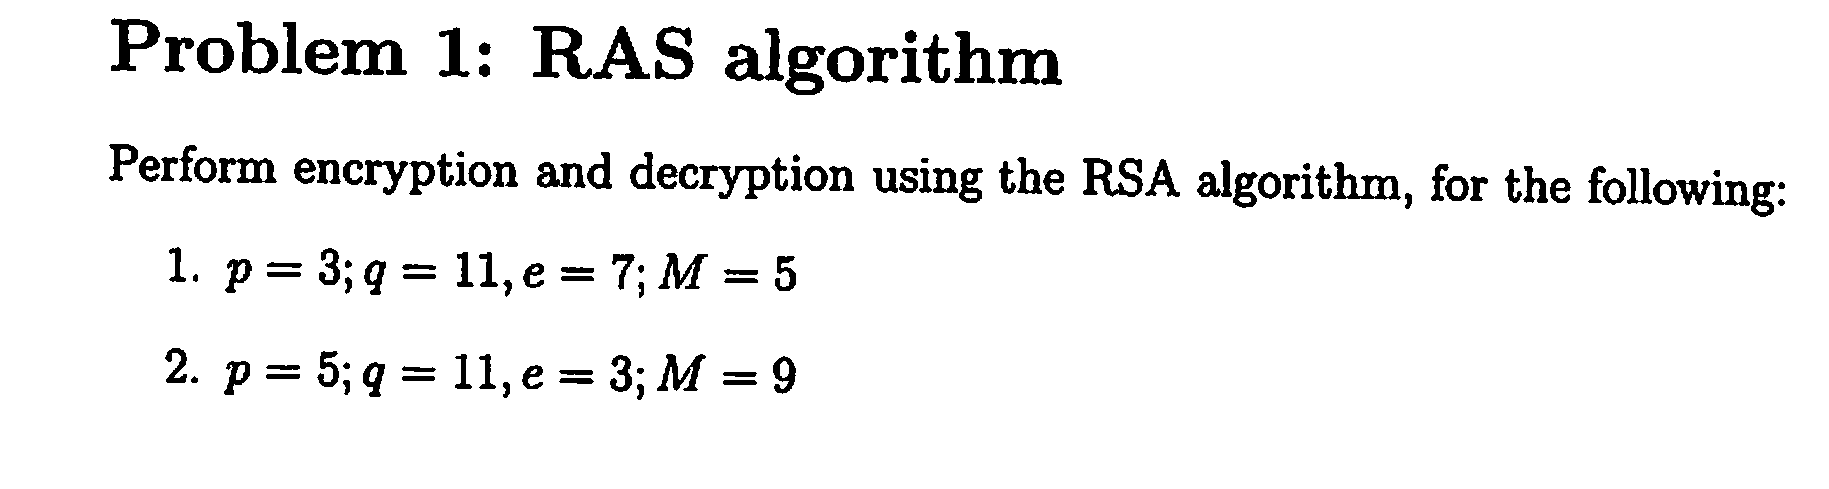 Problem 1: RAS algorithm
Perform encryption and decryption using the RSA algorithm, for the following:
1. p = 3; q = 11, e = 7; M = 5
2. p = 5; q = 11, e = 3; M = 9